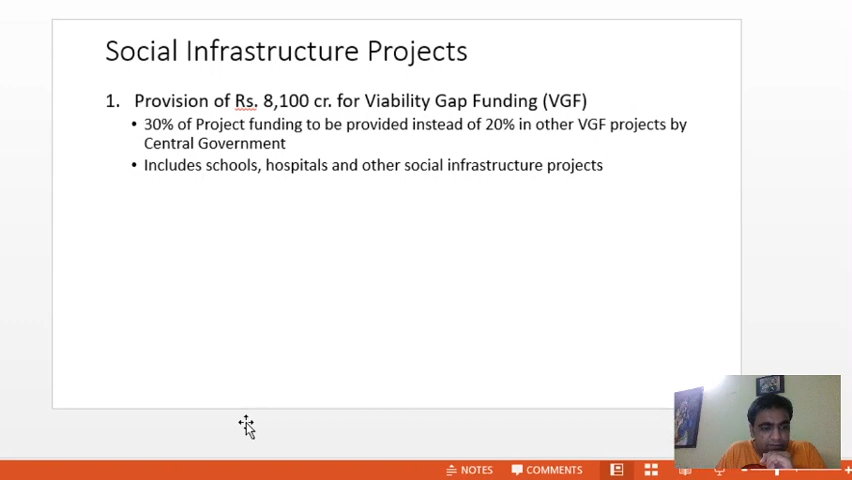 Social Infrastructure Projects
1. Provision of Rs. 8,100 cr. for Viability Gap Funding (VGF)
• 30% of Project funding to be provided instead of 20% in other VGF projects by
Central Government
• Includes schools, hospitals and other social infrastructure projects
NOTES COMMENTS